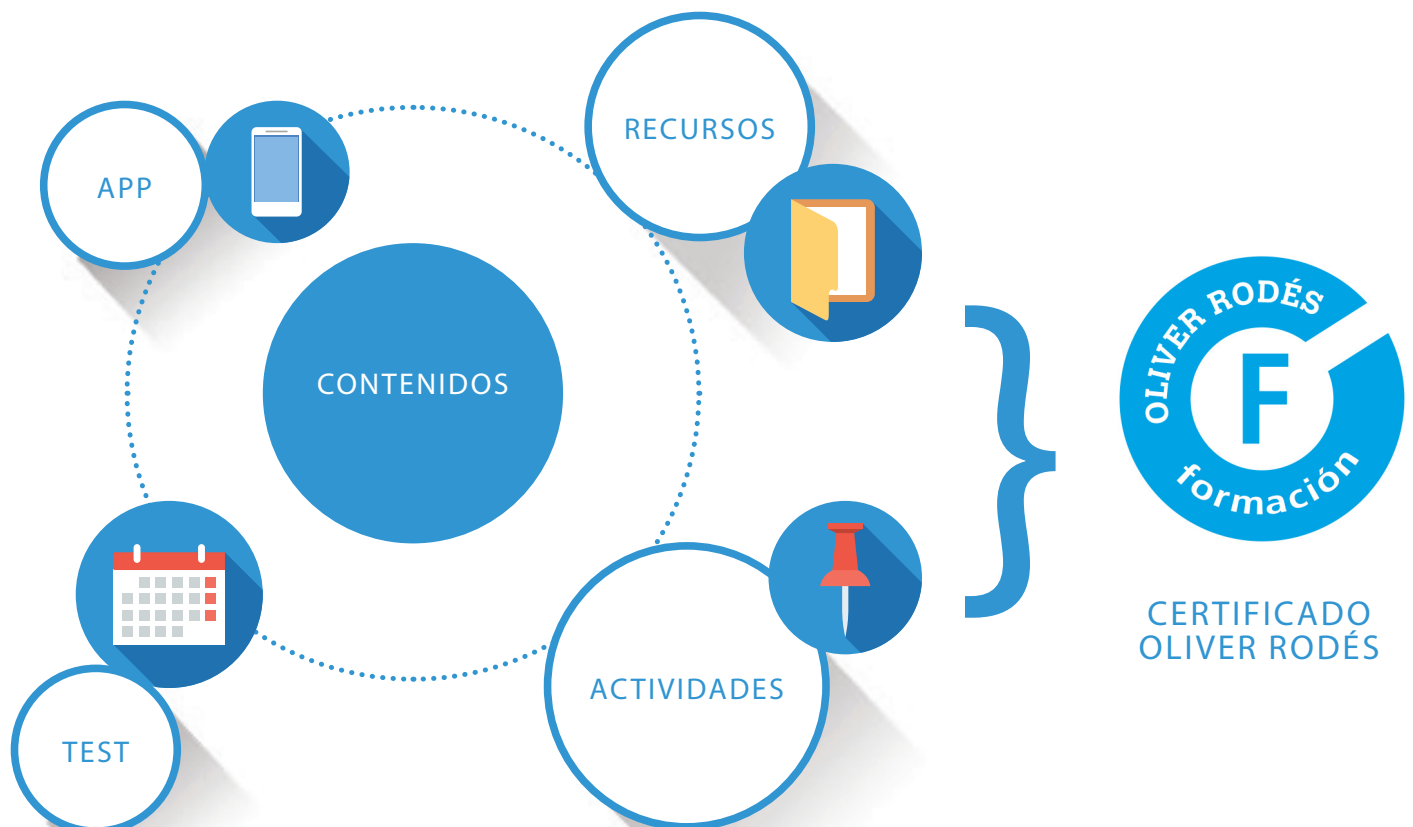 APP
RECURSOS
CONTENIDOS
TEST
ACTIVIDADES
OLIVER RODÉS
F
formación
CERTIFICADO
OLIVER RODÉS